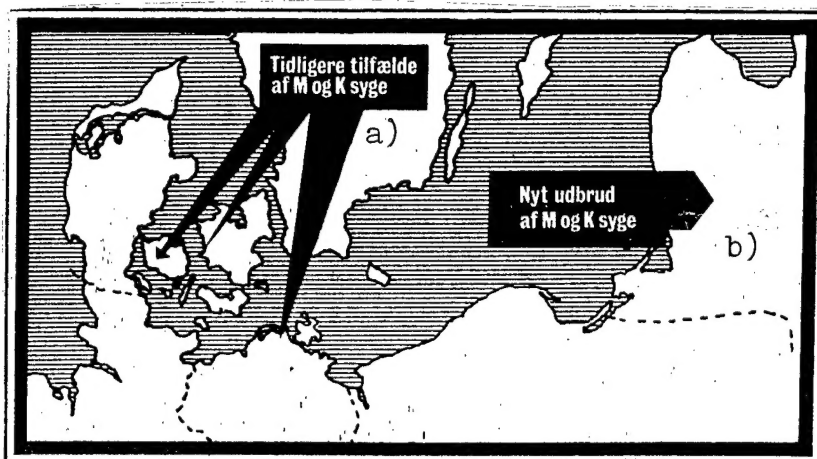 Tidligere tilfælde
af M og K syge
a)
Nyt udbrud
af M og K syge
b)